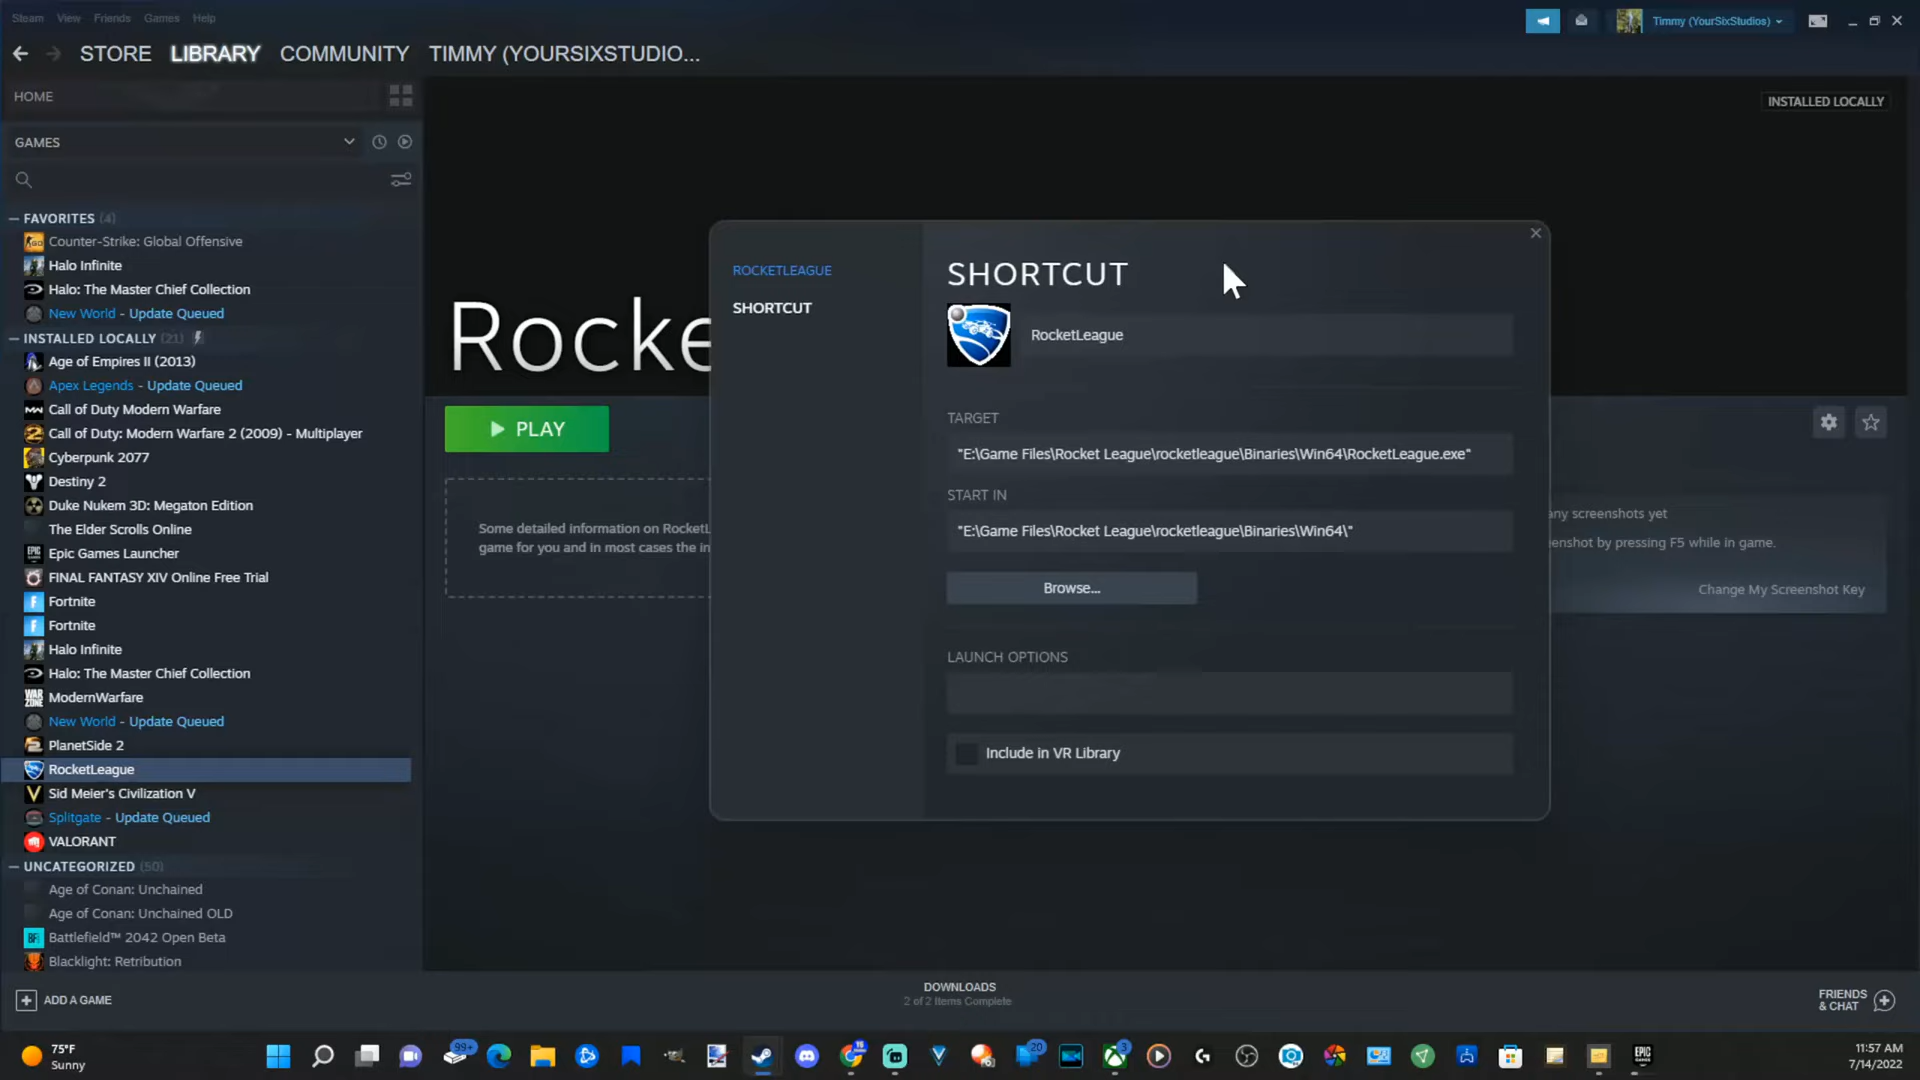 Steam View Friends Games Help
Timmy (YourSixStudios)
STORE LIBRARY COMMUNITY TIMMY (YOURSIXSTUDIO...
HOME
INSTALLED LOCALLY
GAMES
FAVORITES (4)
Counter-Strike: Global Offensive
Halo Infinite
Halo: The Master Chief Collection
New World - Update Queued
INSTALLED LOCALLY (21)
Age of Empires II (2013)
Apex Legends - Update Queued
Call of Duty Modern Warfare
Call of Duty: Modern Warfare 2 (2009) - Multiplayer
Cyberpunk 2077
Destiny 2
Duke Nukem 3D: Megaton Edition
The Elder Scrolls Online
Epic Games Launcher
FINAL FANTASY XIV Online Free Trial
Fortnite
Fortnite
Halo Infinite
Halo: The Master Chief Collection
ModernWarfare
New World - Update Queued
PlanetSide 2
RocketLeague
Sid Meier's Civilization V
Splitgate - Update Queued
VALORANT
UNCATEGORIZED (50)
Age of Conan: Unchained
Age of Conan: Unchained OLD
Battlefield™ 2042 Open Beta
Blacklight: Retribution
Rocke
PLAY
Some detailed information on RocketL
game for you and in most cases the in
ROCKETLEAGUE
SHORTCUT
SHORTCUT
RocketLeague
TARGET
"E:\Game Files\Rocket League\rocketleague\Binaries\Win64\RocketLeague.exe"
START IN
"E:\Game Files\Rocket League\rocketleague\Binaries\Win64\"
Browse...
LAUNCH OPTIONS
Include in VR Library
any screenshots yet
enshot by pressing F5 while in game.
Change My Screenshot Key
ADD A GAME
DOWNLOADS
2 of 2 Items Complete
FRIENDS
& CHAT
75°F
Sunny
99+
20
3
EPIC
11:57 AM
7/14/2022